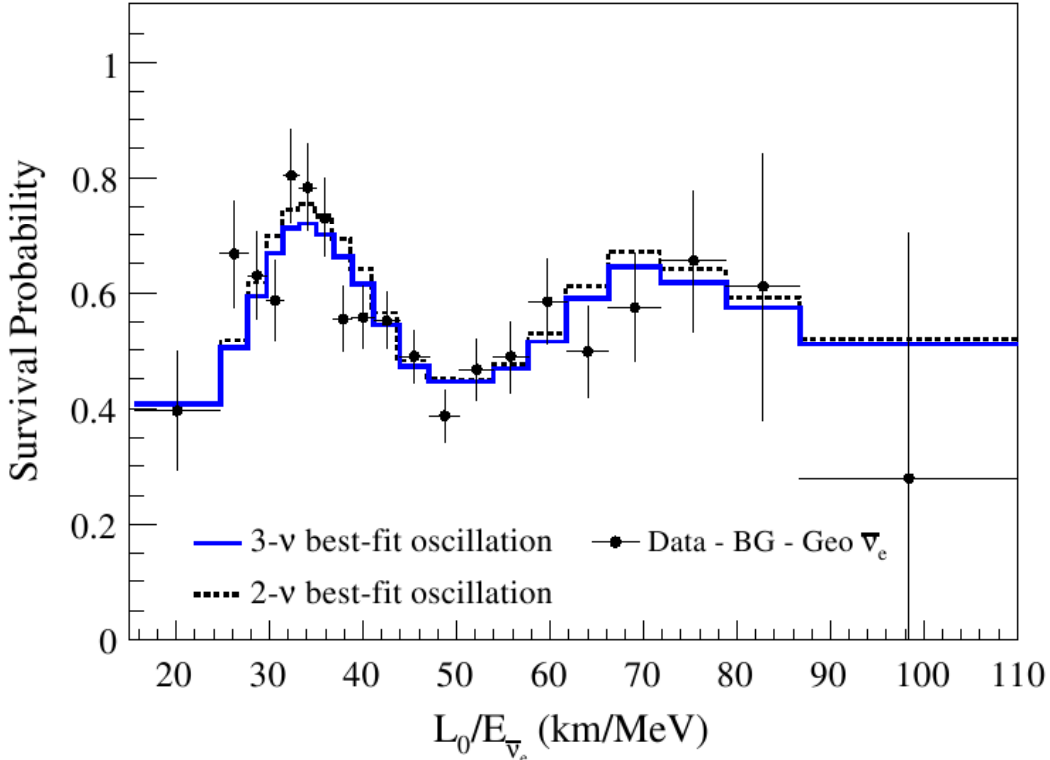 1
0.8
0.6
0.4
0.2
0
Survival Probability
3-ν best-fit oscillation
Data - BG - Geo ν̅e
2-ν best-fit oscillation
20 30 40 50 60 70 80 90 100 110
L0/Eν̅e (km/MeV)